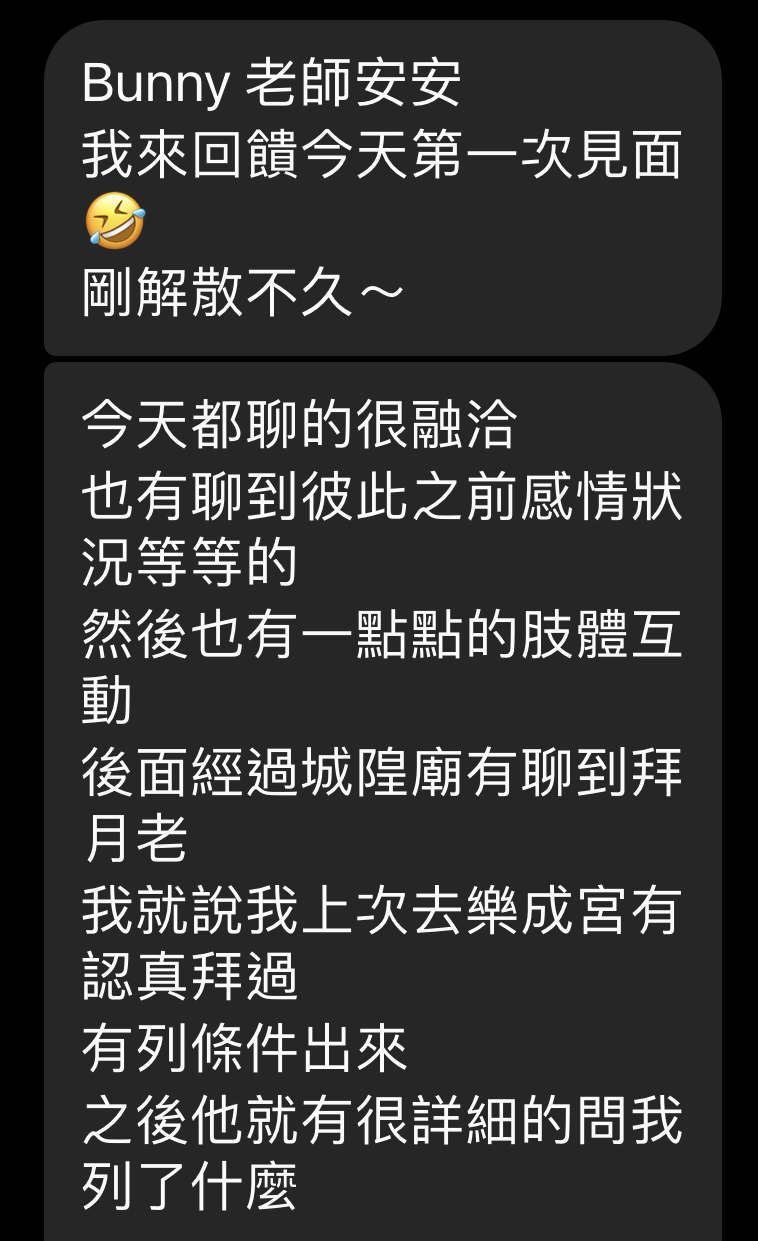 Bunny 老師安安
我來回饋今天第一次見面
🤣
剛解散不久～
今天都聊的很融洽
也有聊到彼此之前感情狀
況等等的
然後也有一點點的肢體互
動
後面經過城隍廟有聊到拜
月老
我就說我上次去樂成宮有
認真拜過
有列條件出來
之後他就有很詳細的問我
列了什麼